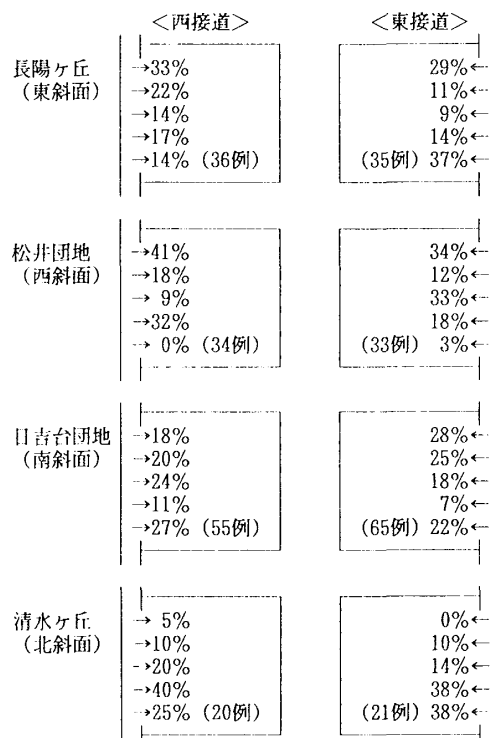 ＜西接道＞ ＜東接道＞
長陽ヶ丘 →33% 29%←
（東斜面） →22% 11%←
→14% 9%←
→17% 14%←
→14% (36例) (35例) 37%←
松井団地 →41% 34%←
（西斜面） →18% 12%←
→ 9% 33%←
→32% 18%←
→ 0% (34例) (33例) 3%←
日吉台団地 →18% 28%←
（南斜面） →20% 25%←
→24% 18%←
→11% 7%←
→27% (55例) (65例) 22%←
清水ヶ丘 → 5% 0%←
（北斜面） →10% 10%←
→20% 14%←
→40% 38%←
→25% (20例) (21例) 38%←